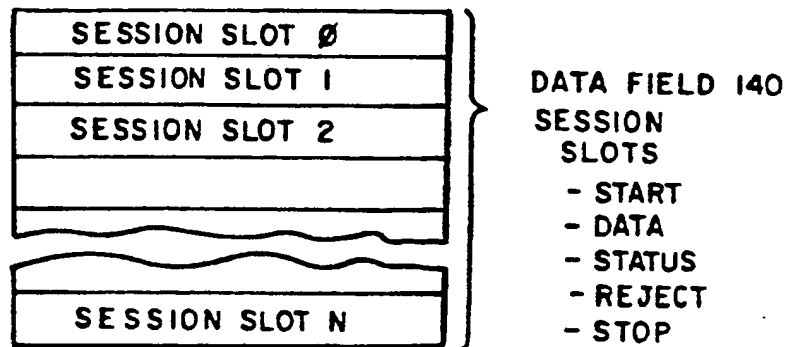 SESSION SLOT Ø
SESSION SLOT 1
SESSION SLOT 2
SESSION SLOT N
DATA FIELD 140
SESSION
SLOTS
- START
- DATA
- STATUS
- REJECT
- STOP